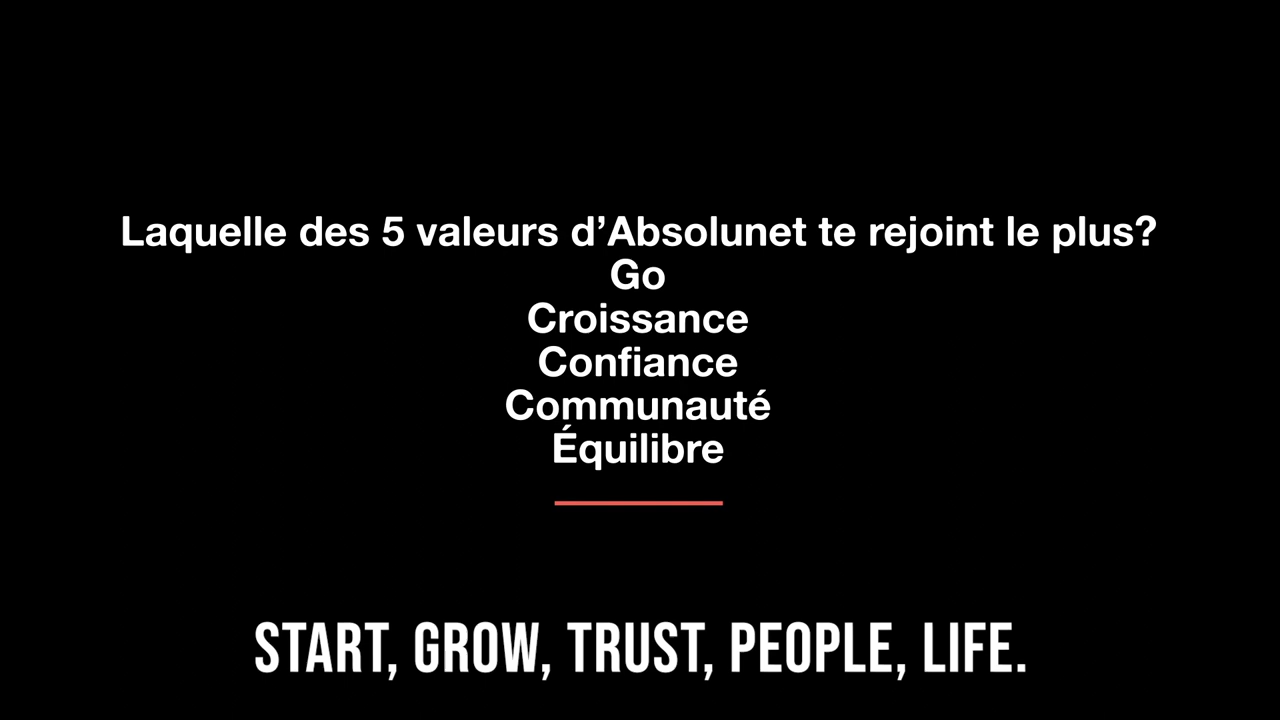 Laquelle des 5 valeurs d’Absolunet te rejoint le plus?
Go
Croissance
Confiance
Communauté
Équilibre
START, GROW, TRUST, PEOPLE, LIFE.